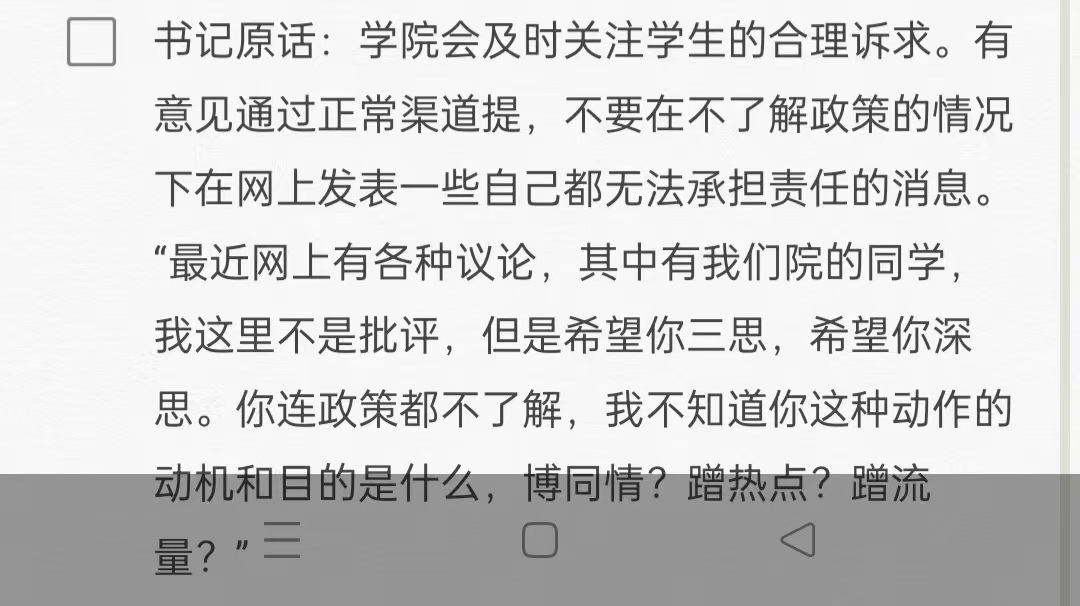 书记原话：学院会及时关注学生的合理诉求。有
意见通过正常渠道提，不要在不了解政策的情况
下在网上发表一些自己都无法承担责任的消息。
“最近网上有各种议论，其中有我们院的同学，
我这里不是批评，但是希望你三思，希望你深
思。你连政策都不了解，我不知道你这种动作的
动机和目的是什么，博同情？蹭热点？蹭流
量？”